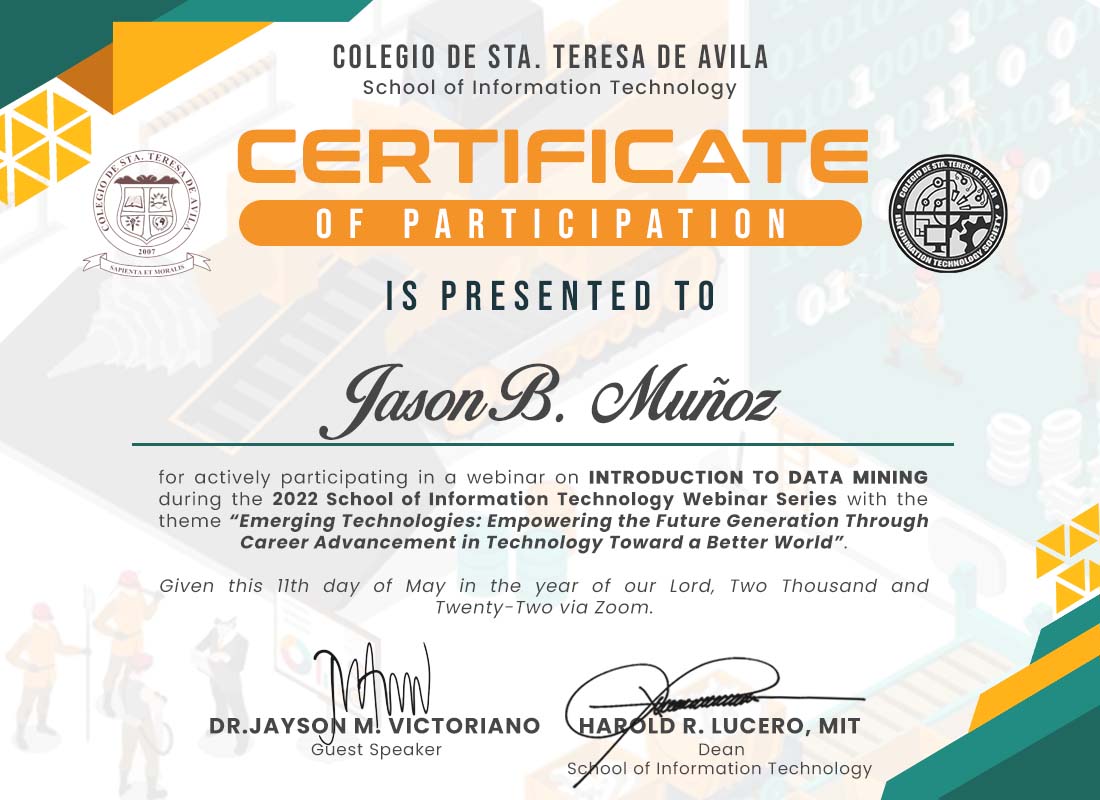 COLEGIO DE STA. TERESA DE AVILA
School of Information Technology
CERTIFICATE
OF PARTICIPATION
COLEGIO DE STA. TERESA DE AVILA
2007
SAPIENTA ET MORALIS
COLEGIO DE STA. TERESA DE AVILA
INFORMATION TECHNOLOGY SOCIETY
IS PRESENTED TO
Jason B. Muñoz
for actively participating in a webinar on INTRODUCTION TO DATA MINING
during the 2022 School of Information Technology Webinar Series with the
theme “Emerging Technologies: Empowering the Future Generation Through
Career Advancement in Technology Toward a Better World”.
Given this 11th day of May in the year of our Lord, Two Thousand and
Twenty-Two via Zoom.
DR.JAYSON M. VICTORIANO
Guest Speaker
HAROLD R. LUCERO, MIT
Dean
School of Information Technology